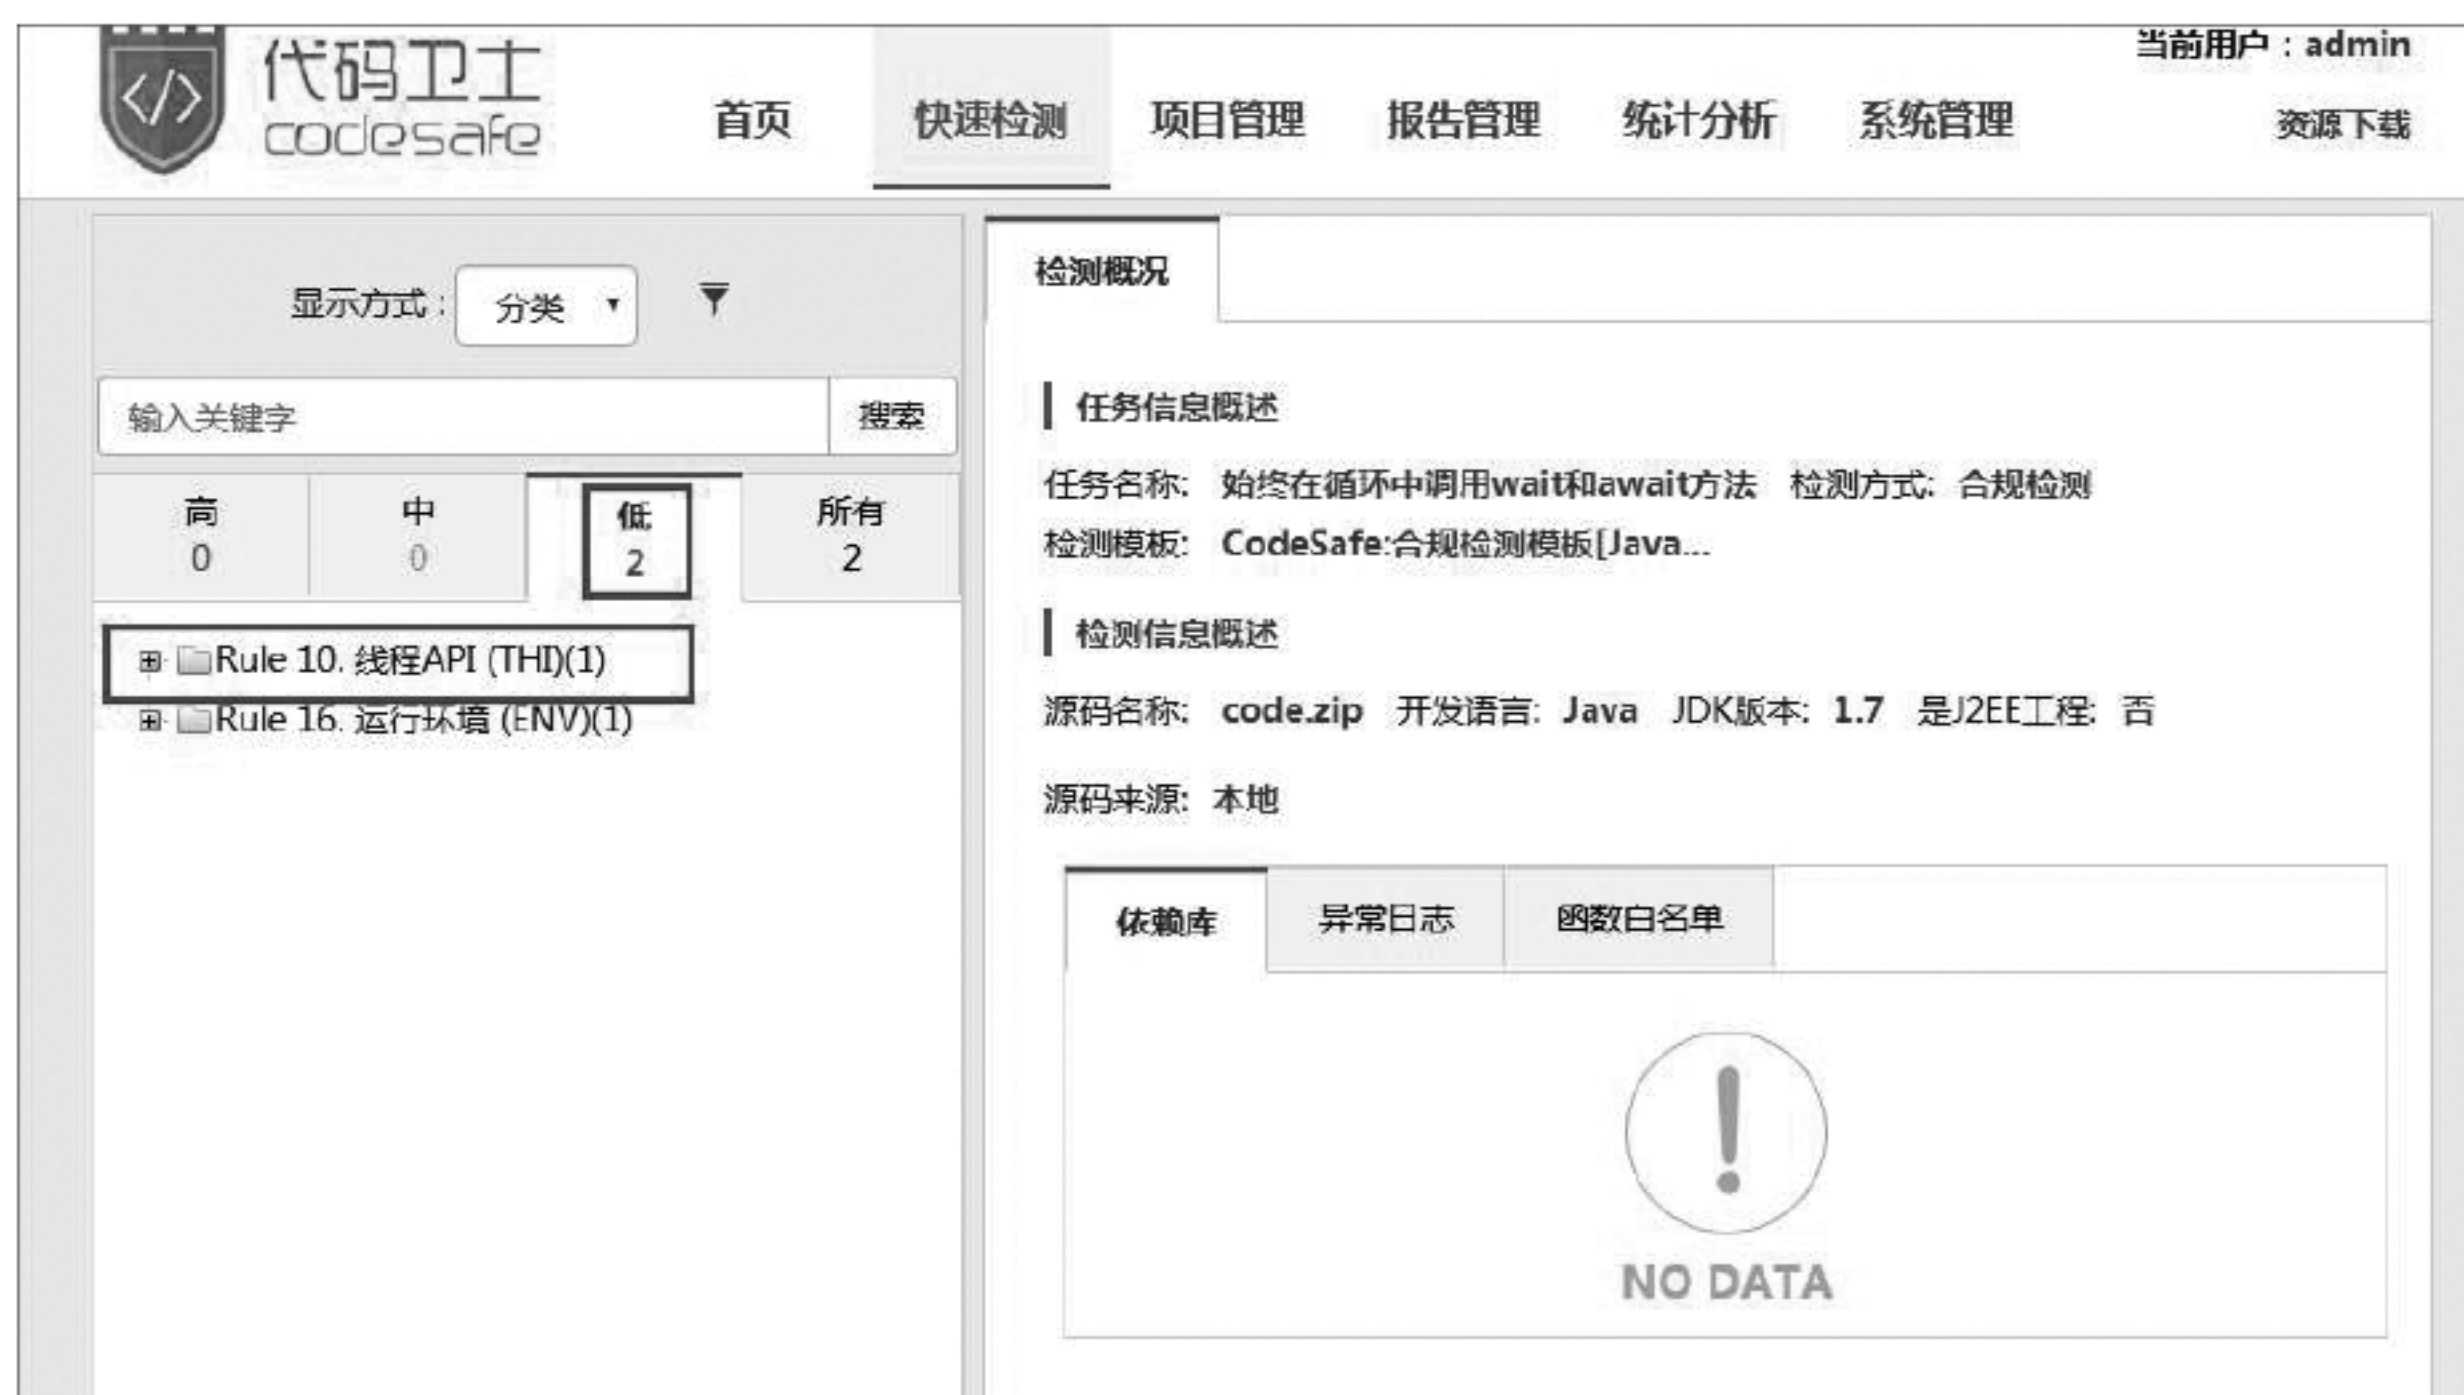 代码卫士
codesafe
当前用户：admin
首页 快速检测 项目管理 报告管理 统计分析 系统管理 资源下载
显示方式： 分类
输入关键字 搜索
高 中 低 所有
0 0 2 2
Rule 10. 线程API (THI)(1)
Rule 16. 运行环境 (ENV)(1)
检测概况
任务信息概述
任务名称: 始终在循环中调用wait和await方法 检测方式: 合规检测
检测模板: CodeSafe:合规检测模板[Java...
检测信息概述
源码名称: code.zip 开发语言: Java JDK版本: 1.7 是J2EE工程: 否
源码来源: 本地
依赖库 异常日志 函数白名单
NO DATA